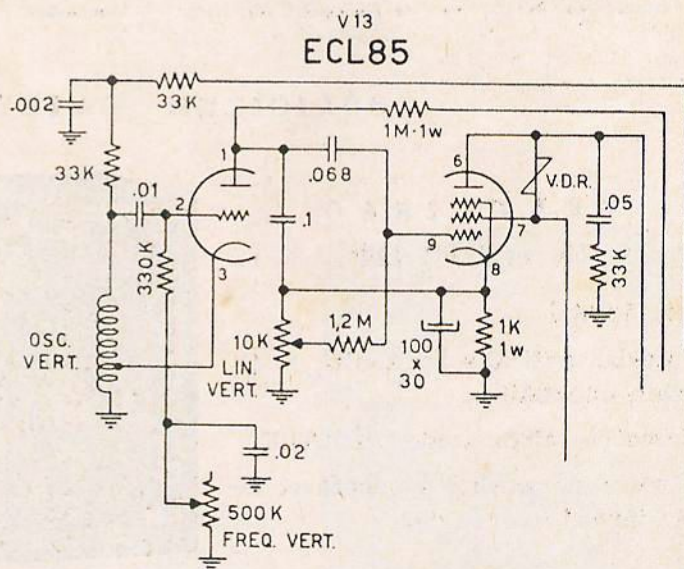 V 13
ECL85
.002
33K
1M-1w
33K
1
.068
6
V.D.R.
.01
2
.1
7
.05
9
3
8
330K
33K
OSC.
VERT.
10K
LIN.
VERT.
1,2 M
100
x
30
1K
1w
.02
500K
FREQ. VERT.